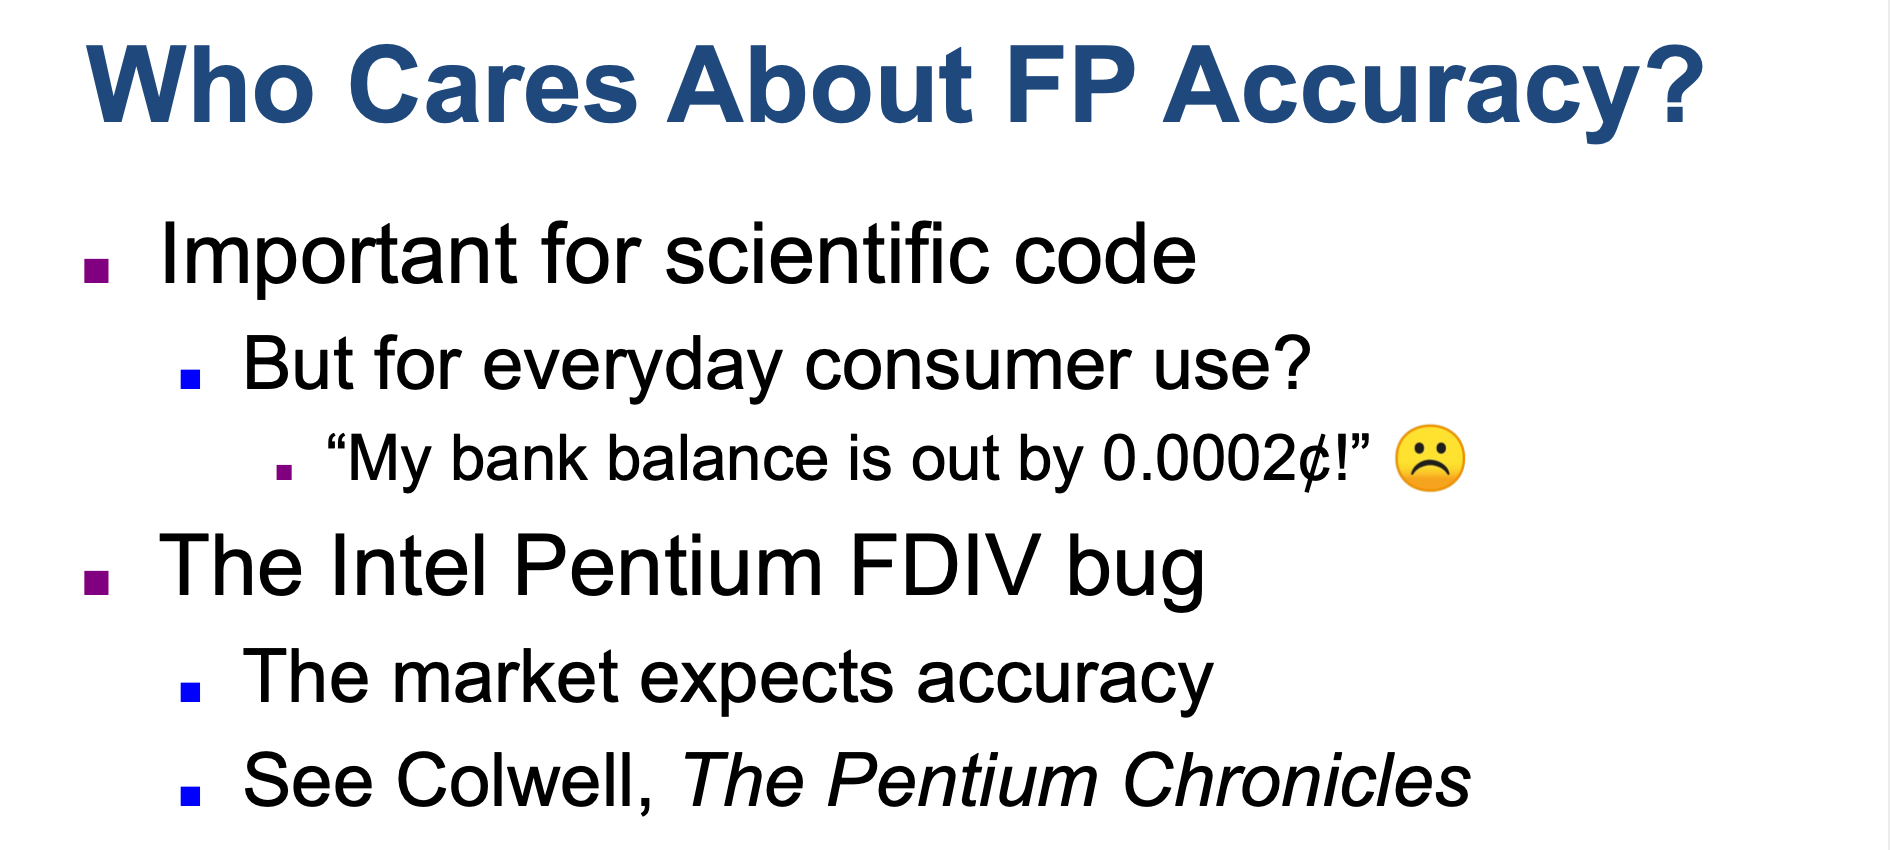 Who Cares About FP Accuracy?
Important for scientific code
But for everyday consumer use?
“My bank balance is out by 0.0002¢!” ☹️
The Intel Pentium FDIV bug
The market expects accuracy
See Colwell, The Pentium Chronicles